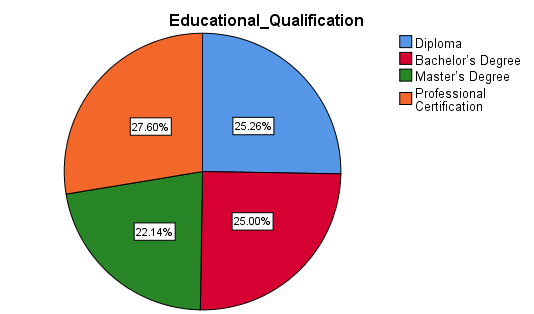 Educational_Qualification
Diploma
Bachelor's Degree
Master's Degree
Professional
Certification
27.60%
25.26%
25.00%
22.14%